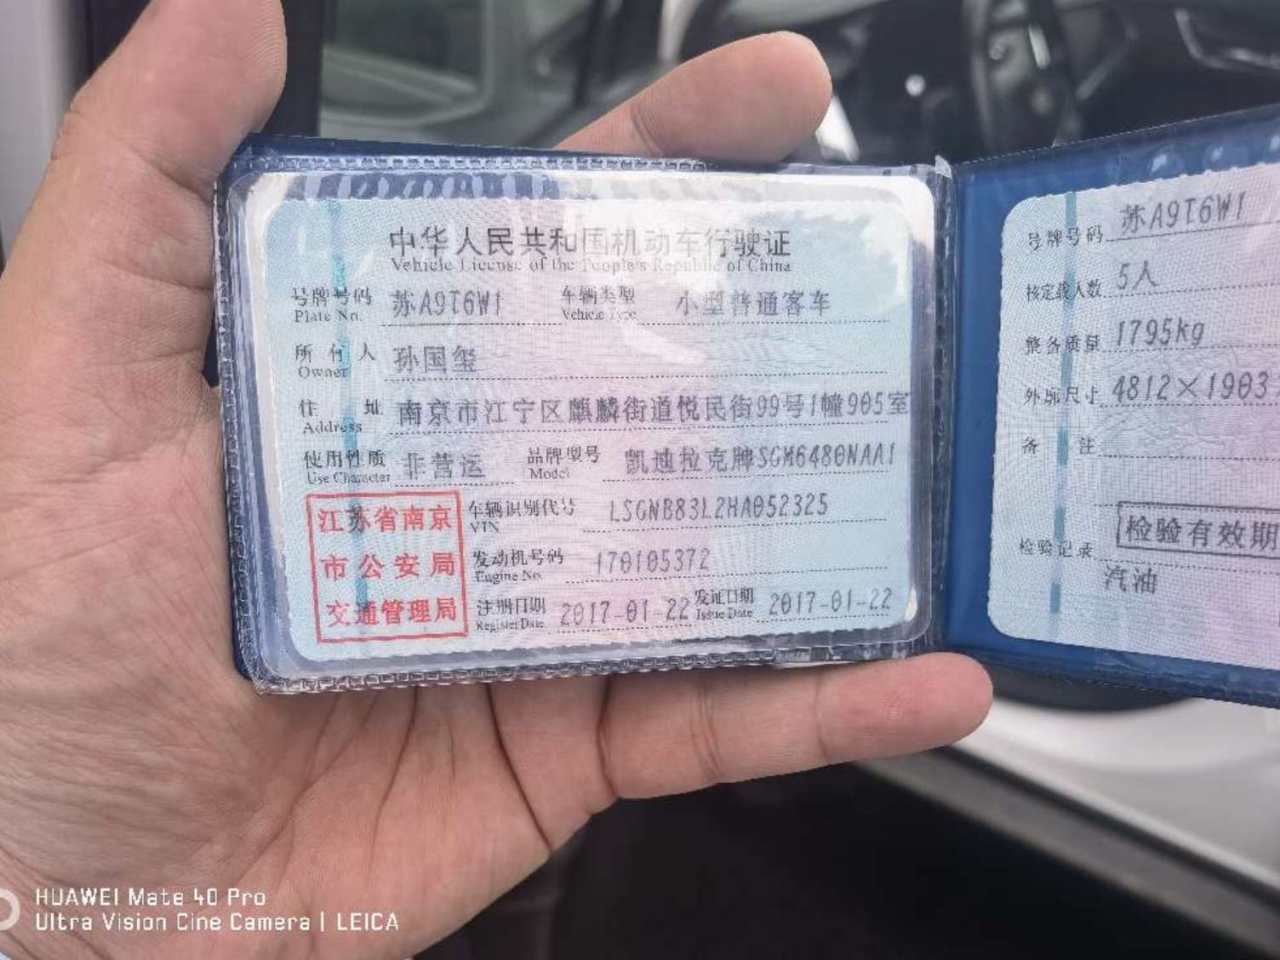 中华人民共和国机动车行驶证
Vehicle License of the People's Republic of China
号牌号码 苏A9T6W1 车辆类型 小型普通客车
Plate No. Vehicle Type
所有人 孙国玺
Owner
住址 南京市江宁区麒麟街道悦民街99号1幢905室
Address
使用性质 非营运 品牌型号 凯迪拉克牌SGM6480NAA1
Use Character Model
江苏省南京
市公安局
交通管理局
车辆识别代号 LSGNB83L2HA052325
VIN
发动机号码 170105372
Engine No.
注册日期 2017-01-22 发证日期 2017-01-22
Register Date Issue Date
号牌号码 苏A9T6W1
核定载人数 5人
整备质量 1795kg
外廓尺寸 4812×1903
备注
检验有效期
检验记录
汽油
HUAWEI Mate 40 Pro
Ultra Vision Cine Camera | LEICA